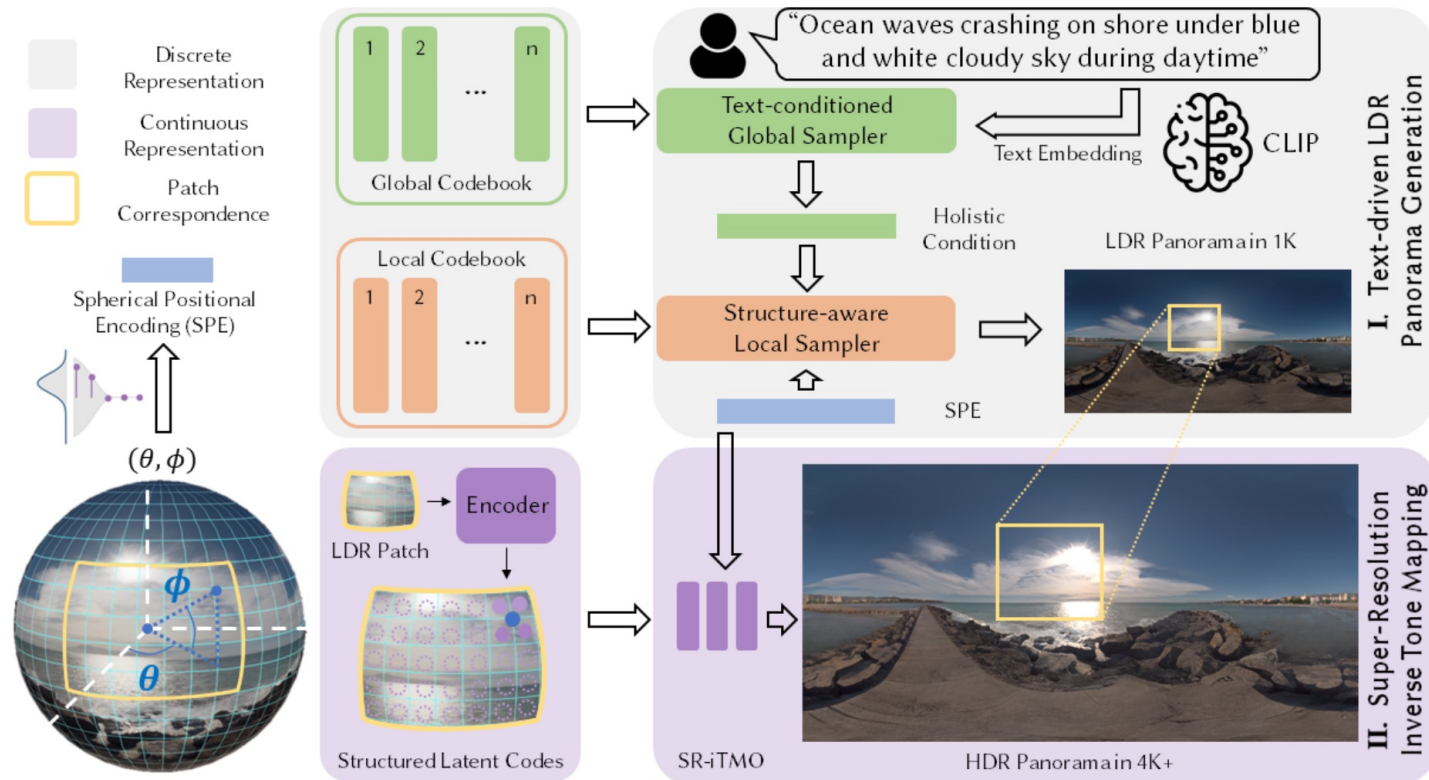 Discrete
Representation
Continuous
Representation
Patch
Correspondence
Spherical Positional
Encoding (SPE)
(θ, ϕ)
ϕ
θ
1 2 ... n
Global Codebook
Local Codebook
1 2 ... n
LDR Patch
Encoder
Structured Latent Codes
“Ocean waves crashing on shore under blue
and white cloudy sky during daytime”
Text-conditioned
Global Sampler
Text Embedding
CLIP
Holistic
Condition
LDR Panorama in 1K
Structure-aware
Local Sampler
SPE
SR-iTMO
HDR Panorama in 4K+
I. Text-driven LDR
Panorama Generation
II. Super-Resolution
Inverse Tone Mapping